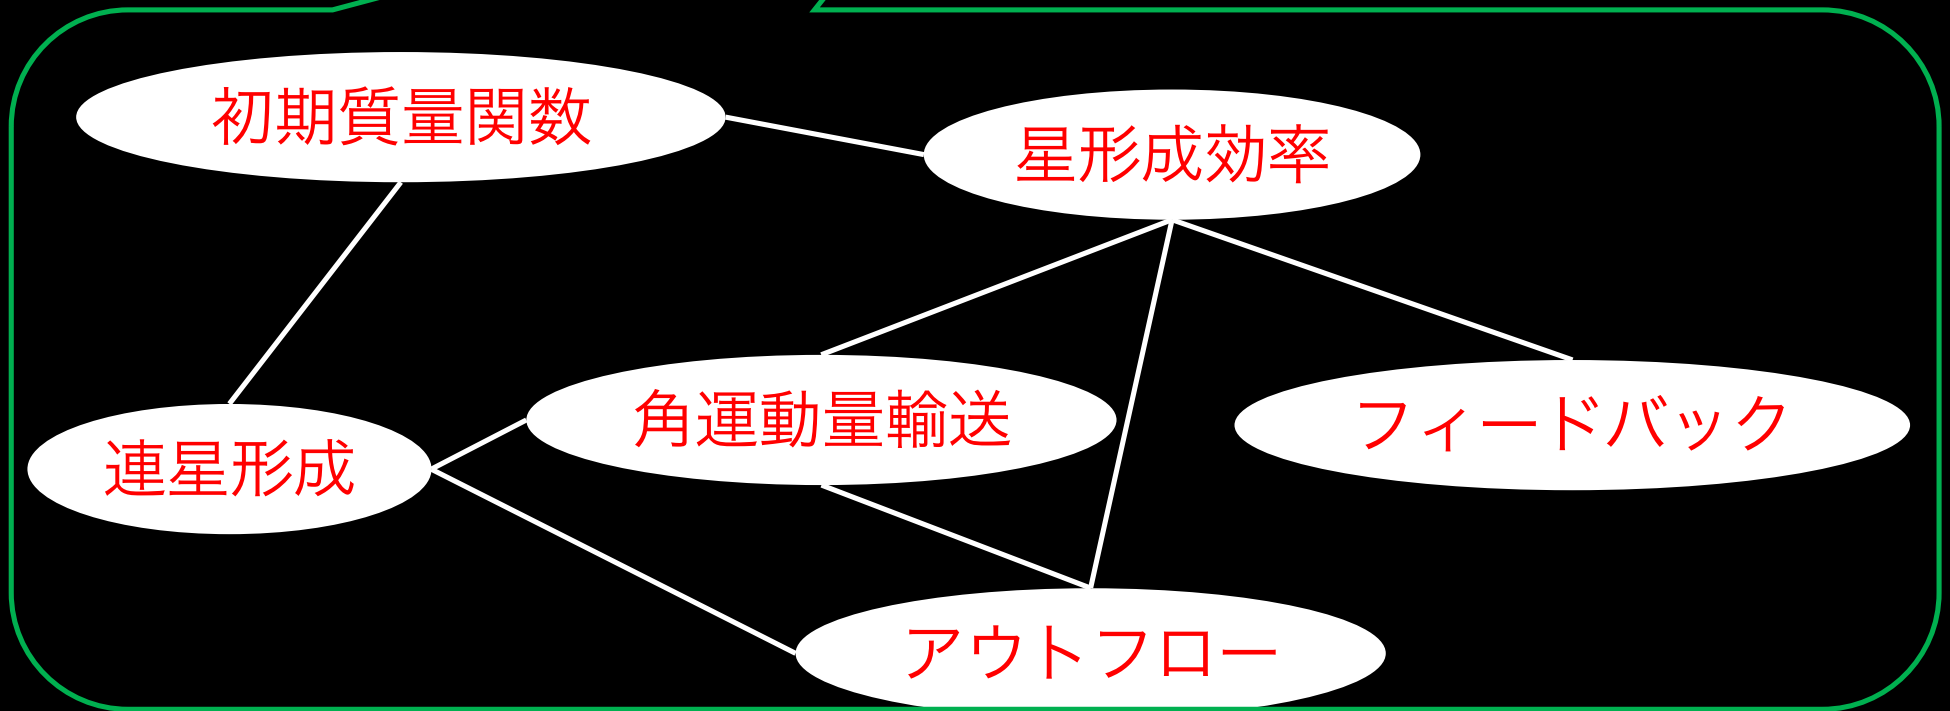 初期質量関数
星形成効率
角運動量輸送
フィードバック
連星形成
アウトフロー